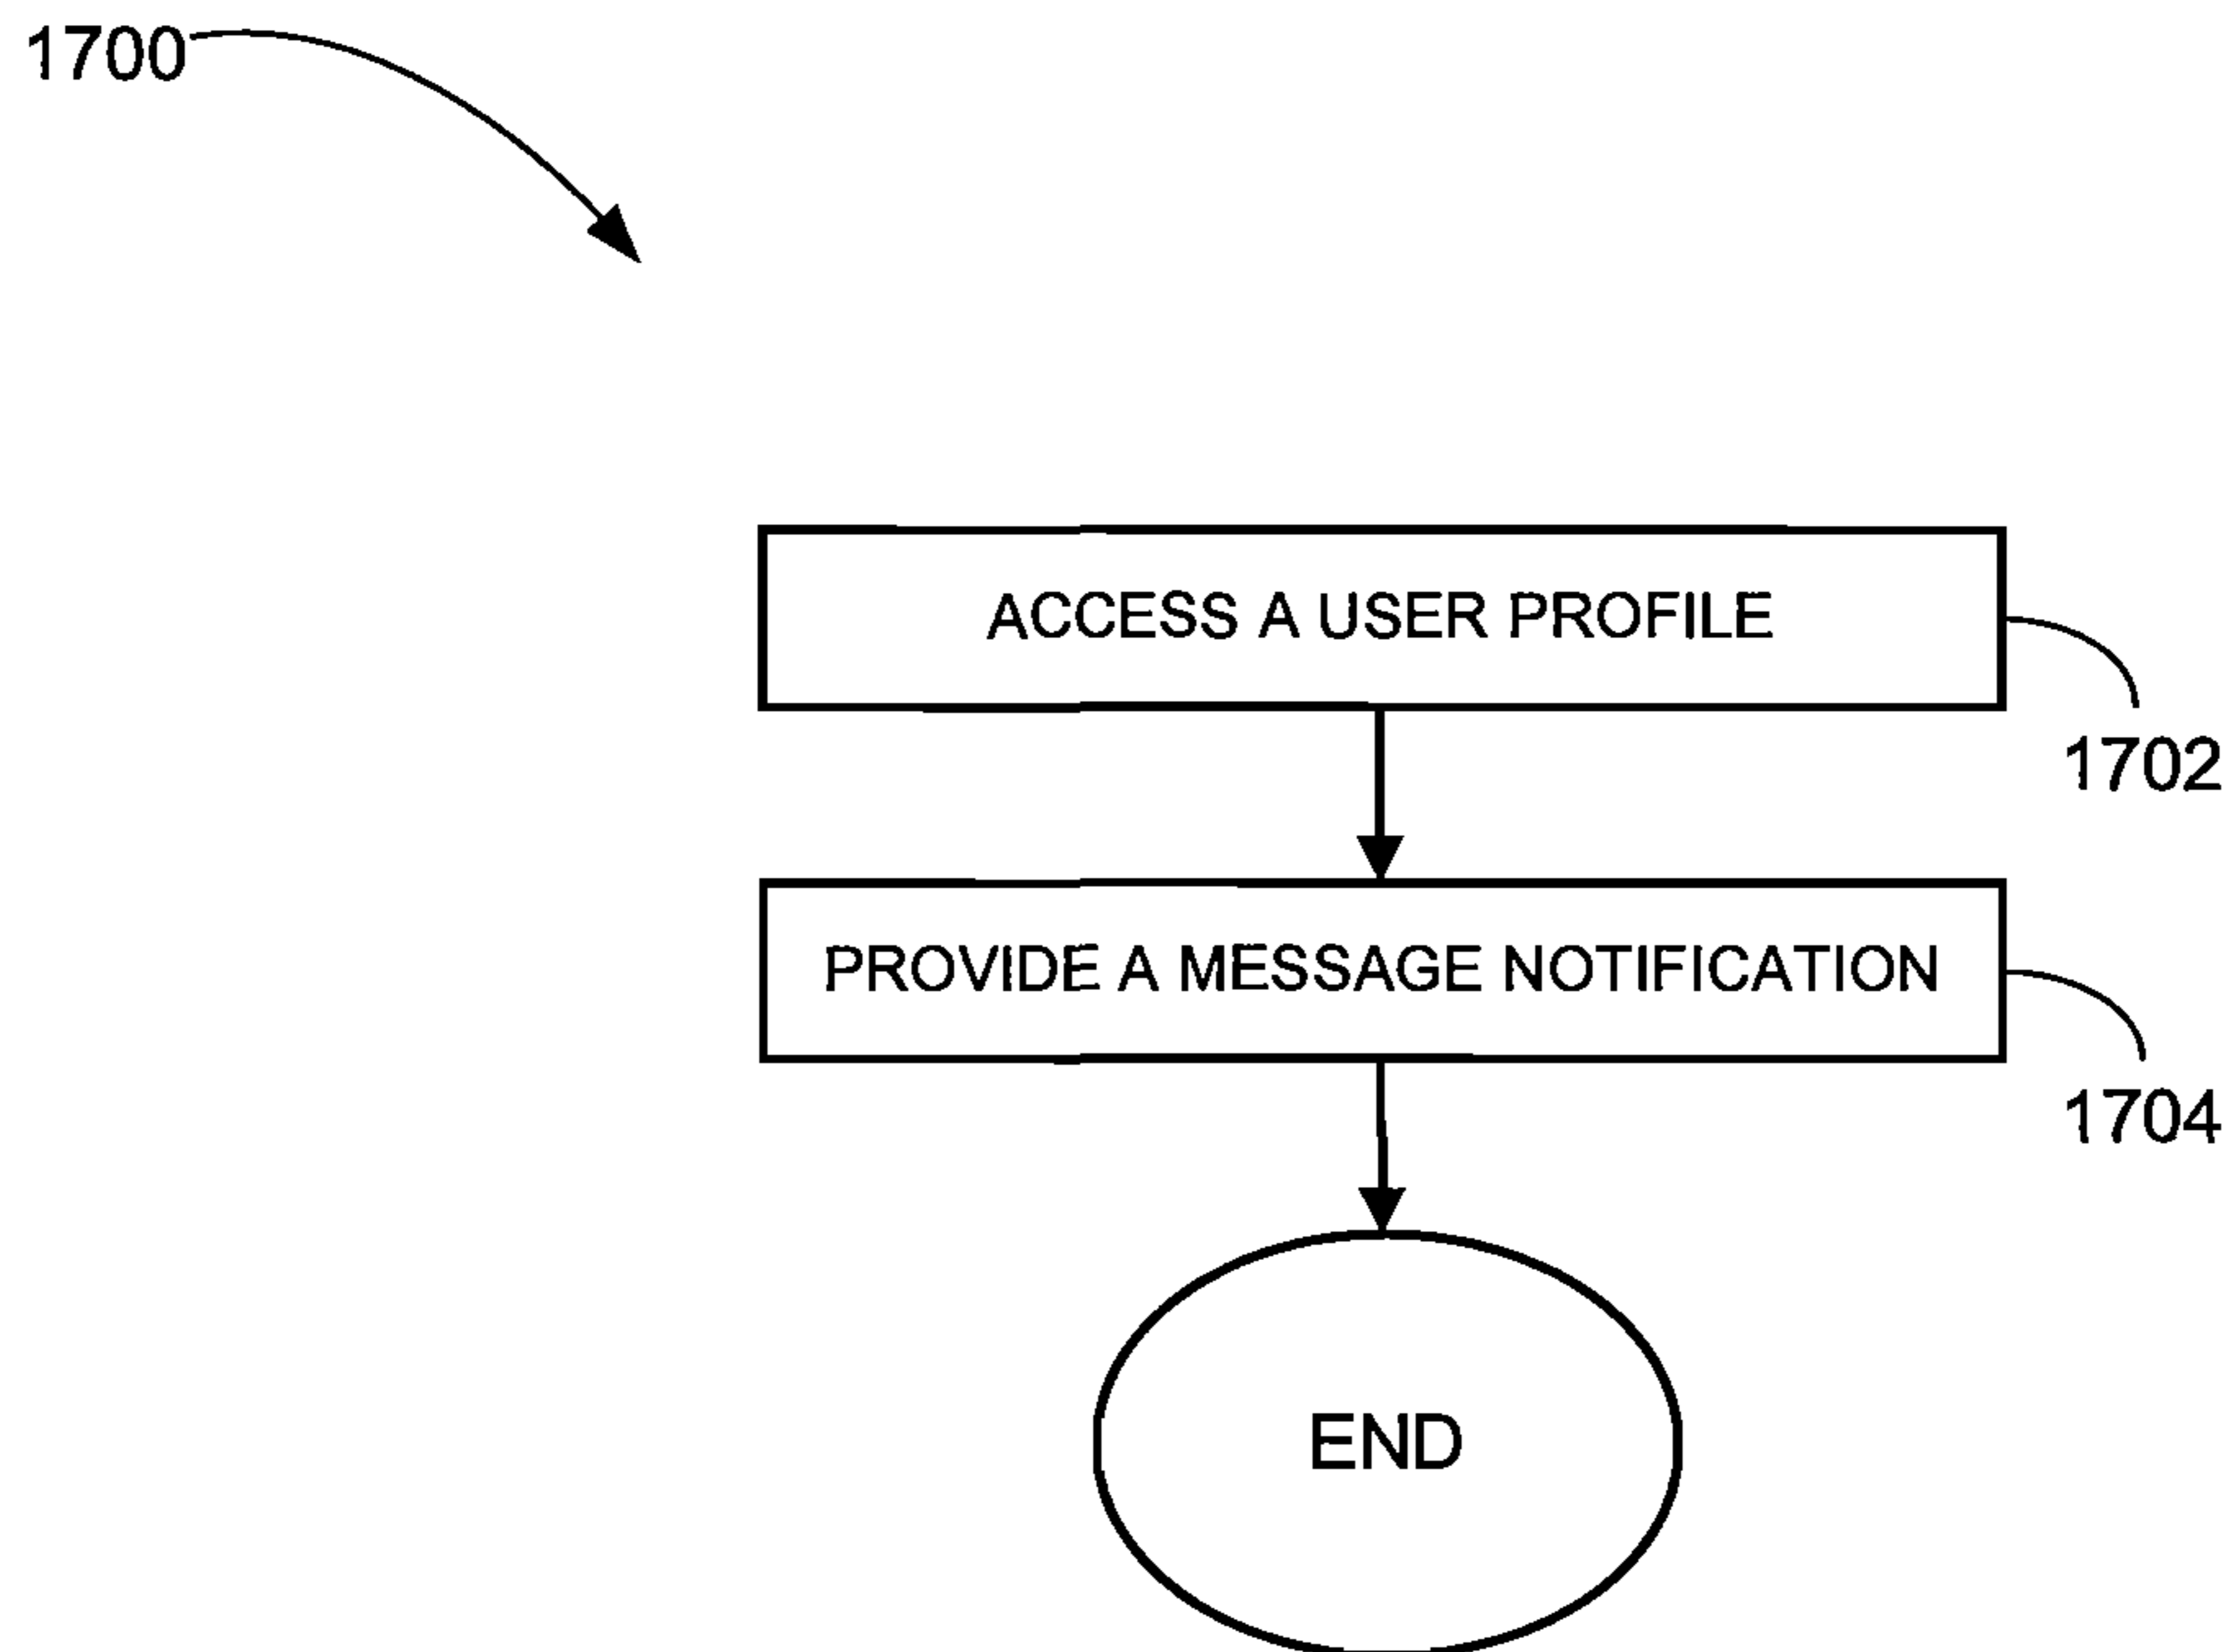 1700
ACCESS A USER PROFILE
1702
PROVIDE A MESSAGE NOTIFICATION
1704
END